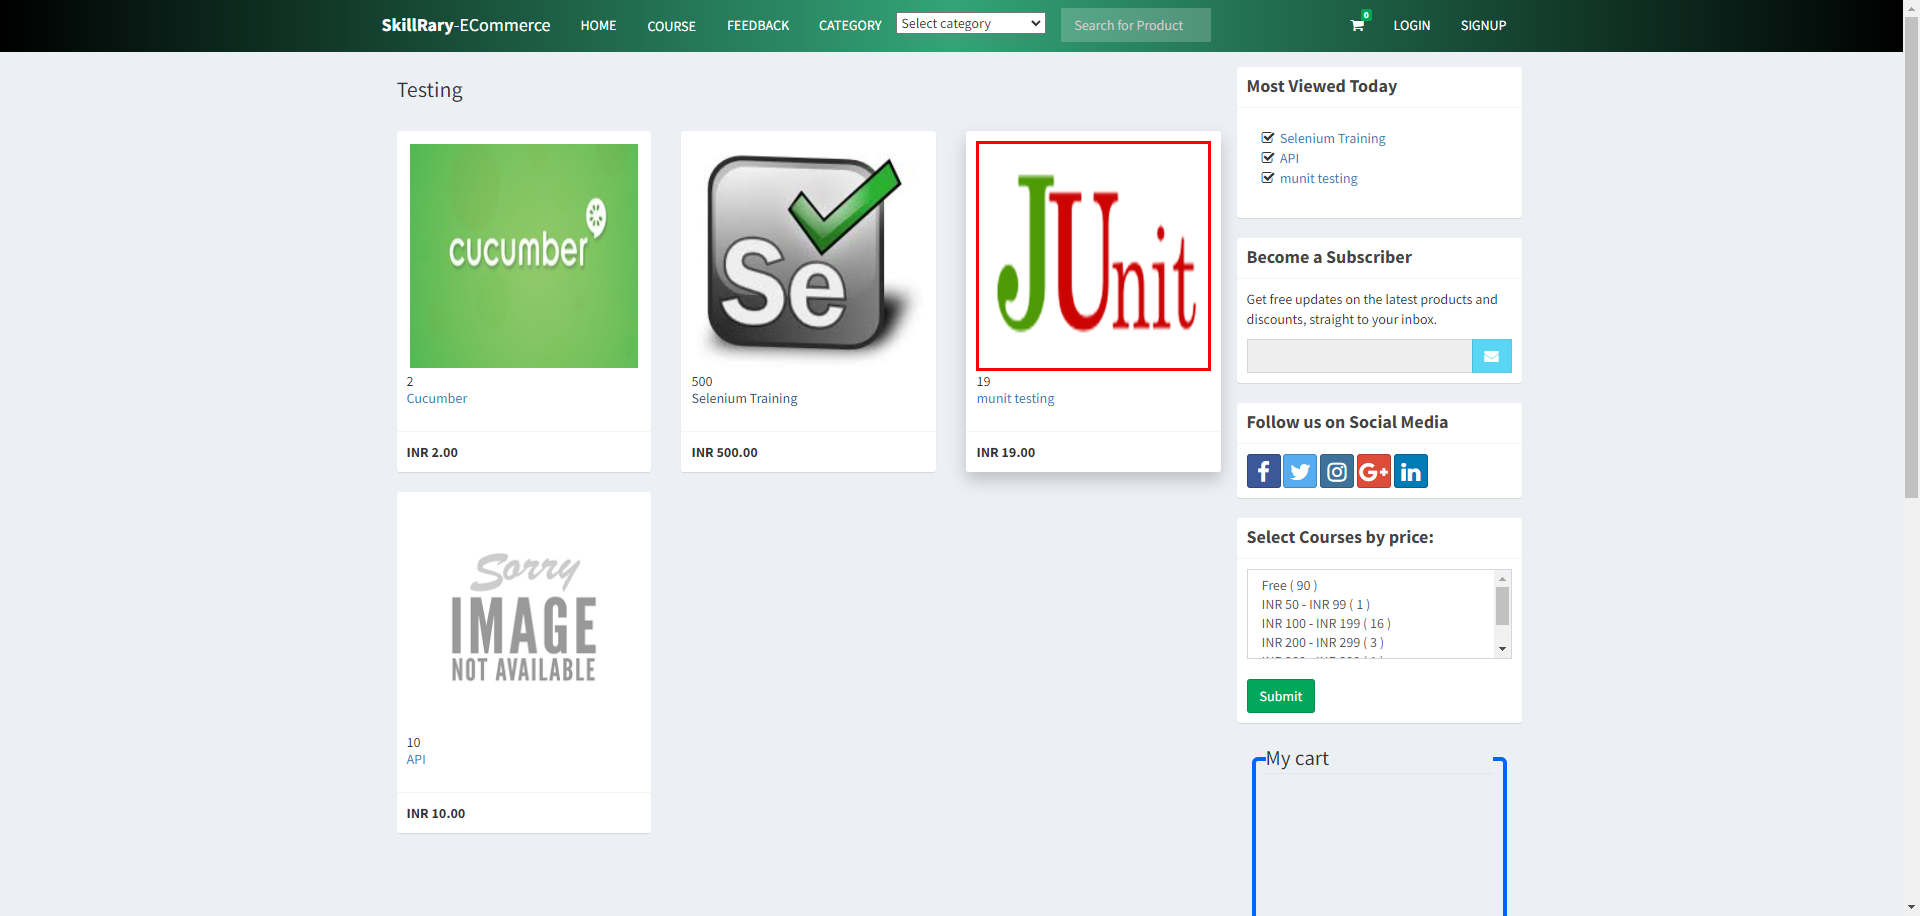 SkillRary-ECommerce HOME COURSE FEEDBACK CATEGORY Select category Search for Product 0 LOGIN SIGNUP
Testing
cucumber
2
Cucumber
INR 2.00
Se
500
Selenium Training
INR 500.00
JUnit
19
munit testing
INR 19.00
Sorry
IMAGE
NOT AVAILABLE
10
API
INR 10.00
Most Viewed Today
Selenium Training
API
munit testing
Become a Subscriber
Get free updates on the latest products and
discounts, straight to your inbox.
Follow us on Social Media
Select Courses by price:
Free ( 90 )
INR 50 - INR 99 ( 1 )
INR 100 - INR 199 ( 16 )
INR 200 - INR 299 ( 3 )
Submit
My cart